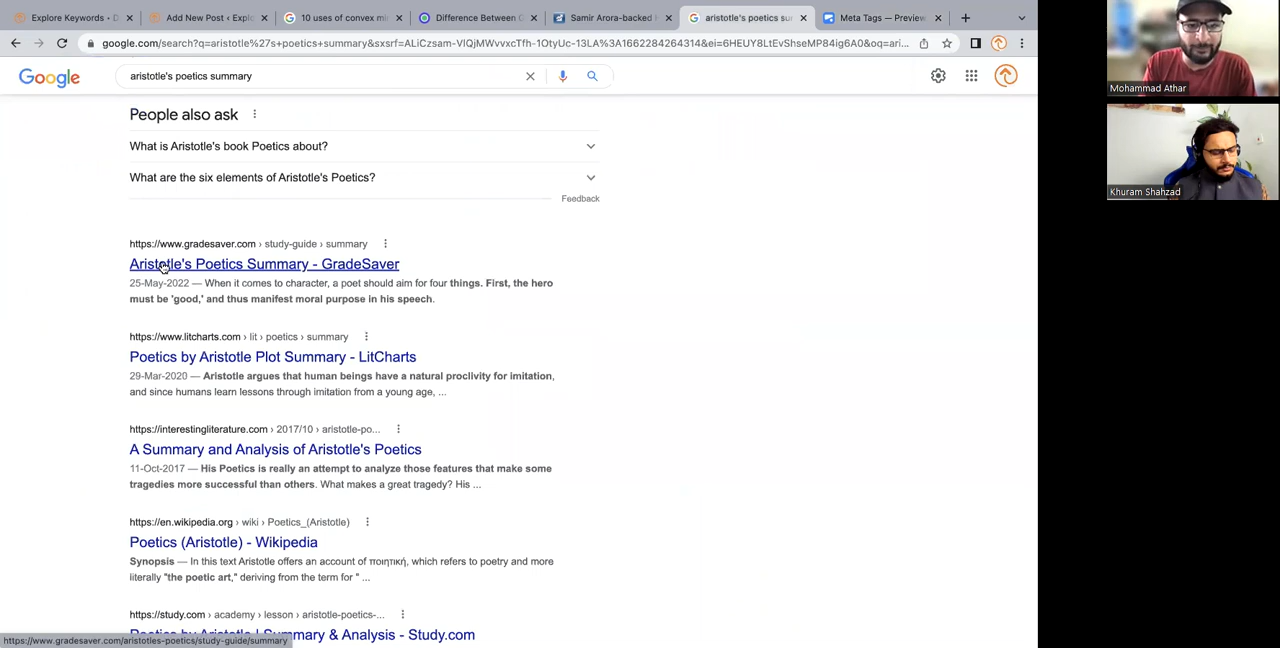 Explore Keywords • D
Add New Post ‹ Explo
10 uses of convex mi
Difference Between C
Samir Arora-backed
aristotle's poetics su
Meta Tags — Preview
google.com/search?q=aristotle%27s+poetics+summary&sxsrf=ALiCzsam-VIQjMWvvxcTfh-1OtyUc-13LA%3A1662284264314&ei=6HEUY8LtEvShseMP84ig6A0&oq=ari...
Google
aristotle's poetics summary
People also ask
What is Aristotle's book Poetics about?
What are the six elements of Aristotle's Poetics?
Feedback
https://www.gradesaver.com › study-guide › summary
Aristotle's Poetics Summary - GradeSaver
25-May-2022 — When it comes to character, a poet should aim for four things. First, the hero
must be 'good,' and thus manifest moral purpose in his speech.
https://www.litcharts.com › lit › poetics › summary
Poetics by Aristotle Plot Summary - LitCharts
29-Mar-2020 — Aristotle argues that human beings have a natural proclivity for imitation,
and since humans learn lessons through imitation from a young age, ...
https://interestingliterature.com › 2017/10 › aristotle-po...
A Summary and Analysis of Aristotle's Poetics
11-Oct-2017 — His Poetics is really an attempt to analyze those features that make some
tragedies more successful than others. What makes a great tragedy? His ...
https://en.wikipedia.org › wiki › Poetics_(Aristotle)
Poetics (Aristotle) - Wikipedia
Synopsis — In this text Aristotle offers an account of ποιητική, which refers to poetry and more
literally "the poetic art," deriving from the term for " ...
https://study.com › academy › lesson › aristotle-poetics-...
Poetics by Aristotle | Summary & Analysis - Study.com
https://www.gradesaver.com/aristotles-poetics/study-guide/summary
Mohammad Athar
Khuram Shahzad